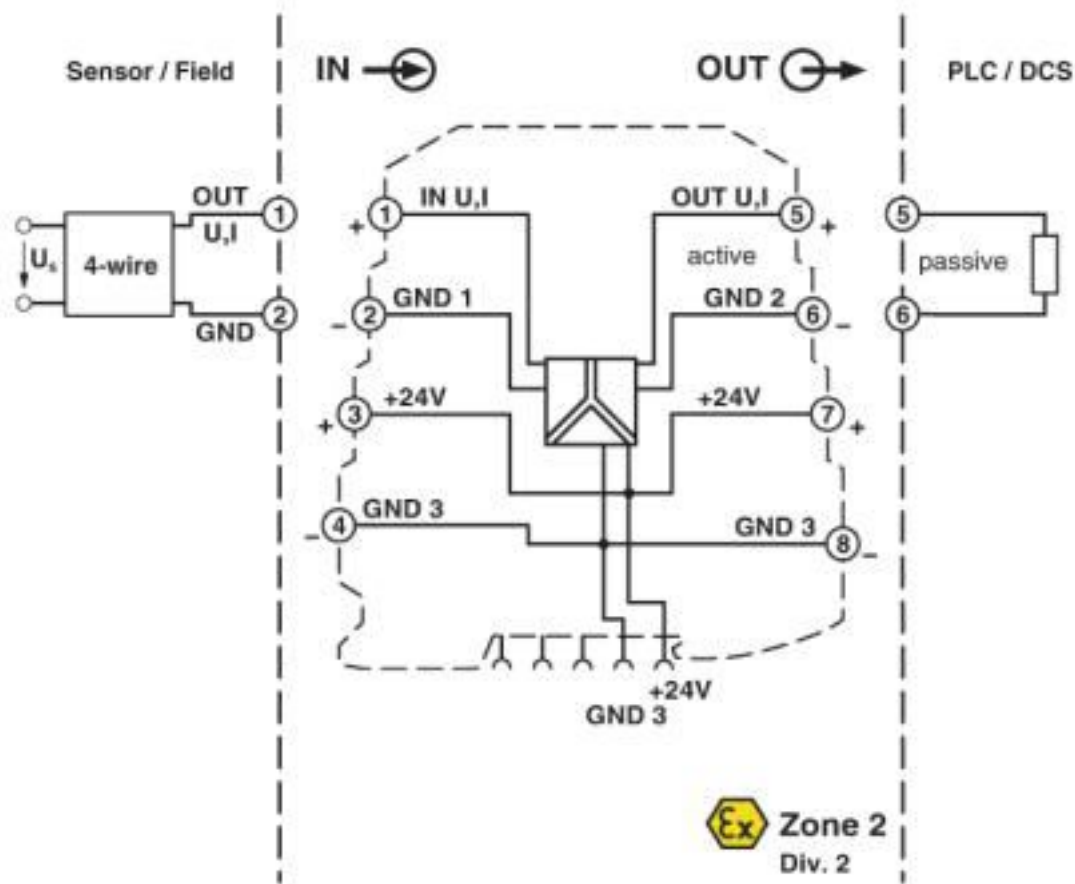 Sensor / Field
IN
OUT
PLC / DCS
OUT
U,I
1
+ 1
IN U,I
OUT U,I
5 +
5
Us
4-wire
active
passive
GND
2
- 2
GND 1
GND 2
6 -
6
+ 3
+24V
+24V
7 +
- 4
GND 3
GND 3
8 -
+24V
GND 3
Ex
Zone 2
Div. 2